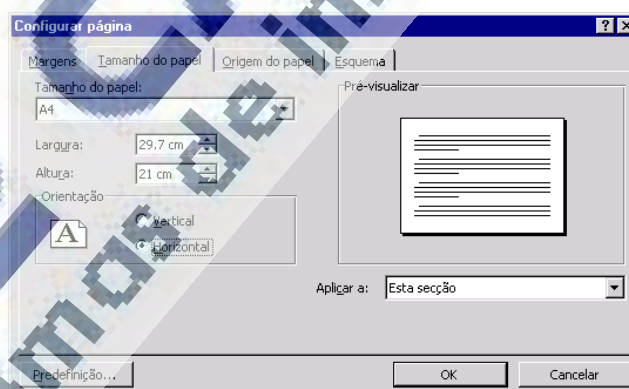 Configurar página
Margens Tamanho do papel Origem do papel Esquema
Tamanho do papel:
A4
Pré-visualizar
Largura: 29.7 cm
Altura: 21 cm
Orientação
A
Vertical
Horizontal
Aplicar a: Esta secção
Predefinição... OK Cancelar